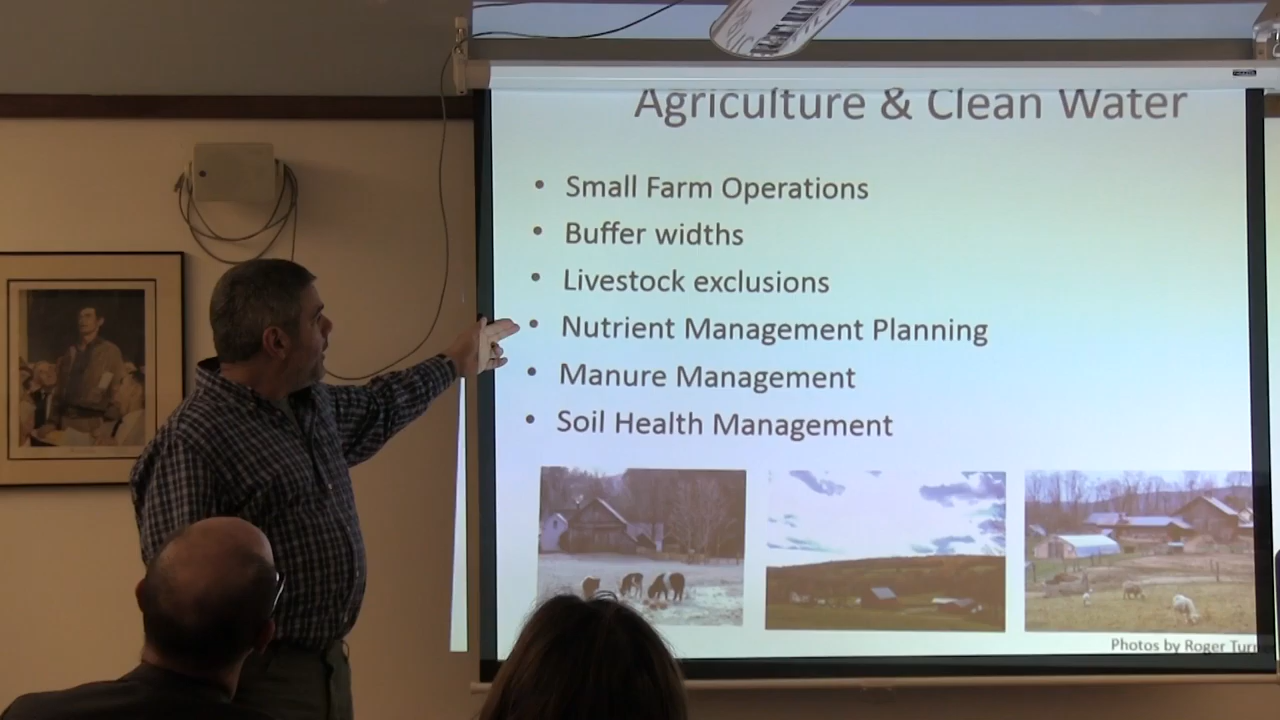 Agriculture & Clean Water
• Small Farm Operations
• Buffer widths
• Livestock exclusions
• Nutrient Management Planning
• Manure Management
• Soil Health Management
Photos by Roger